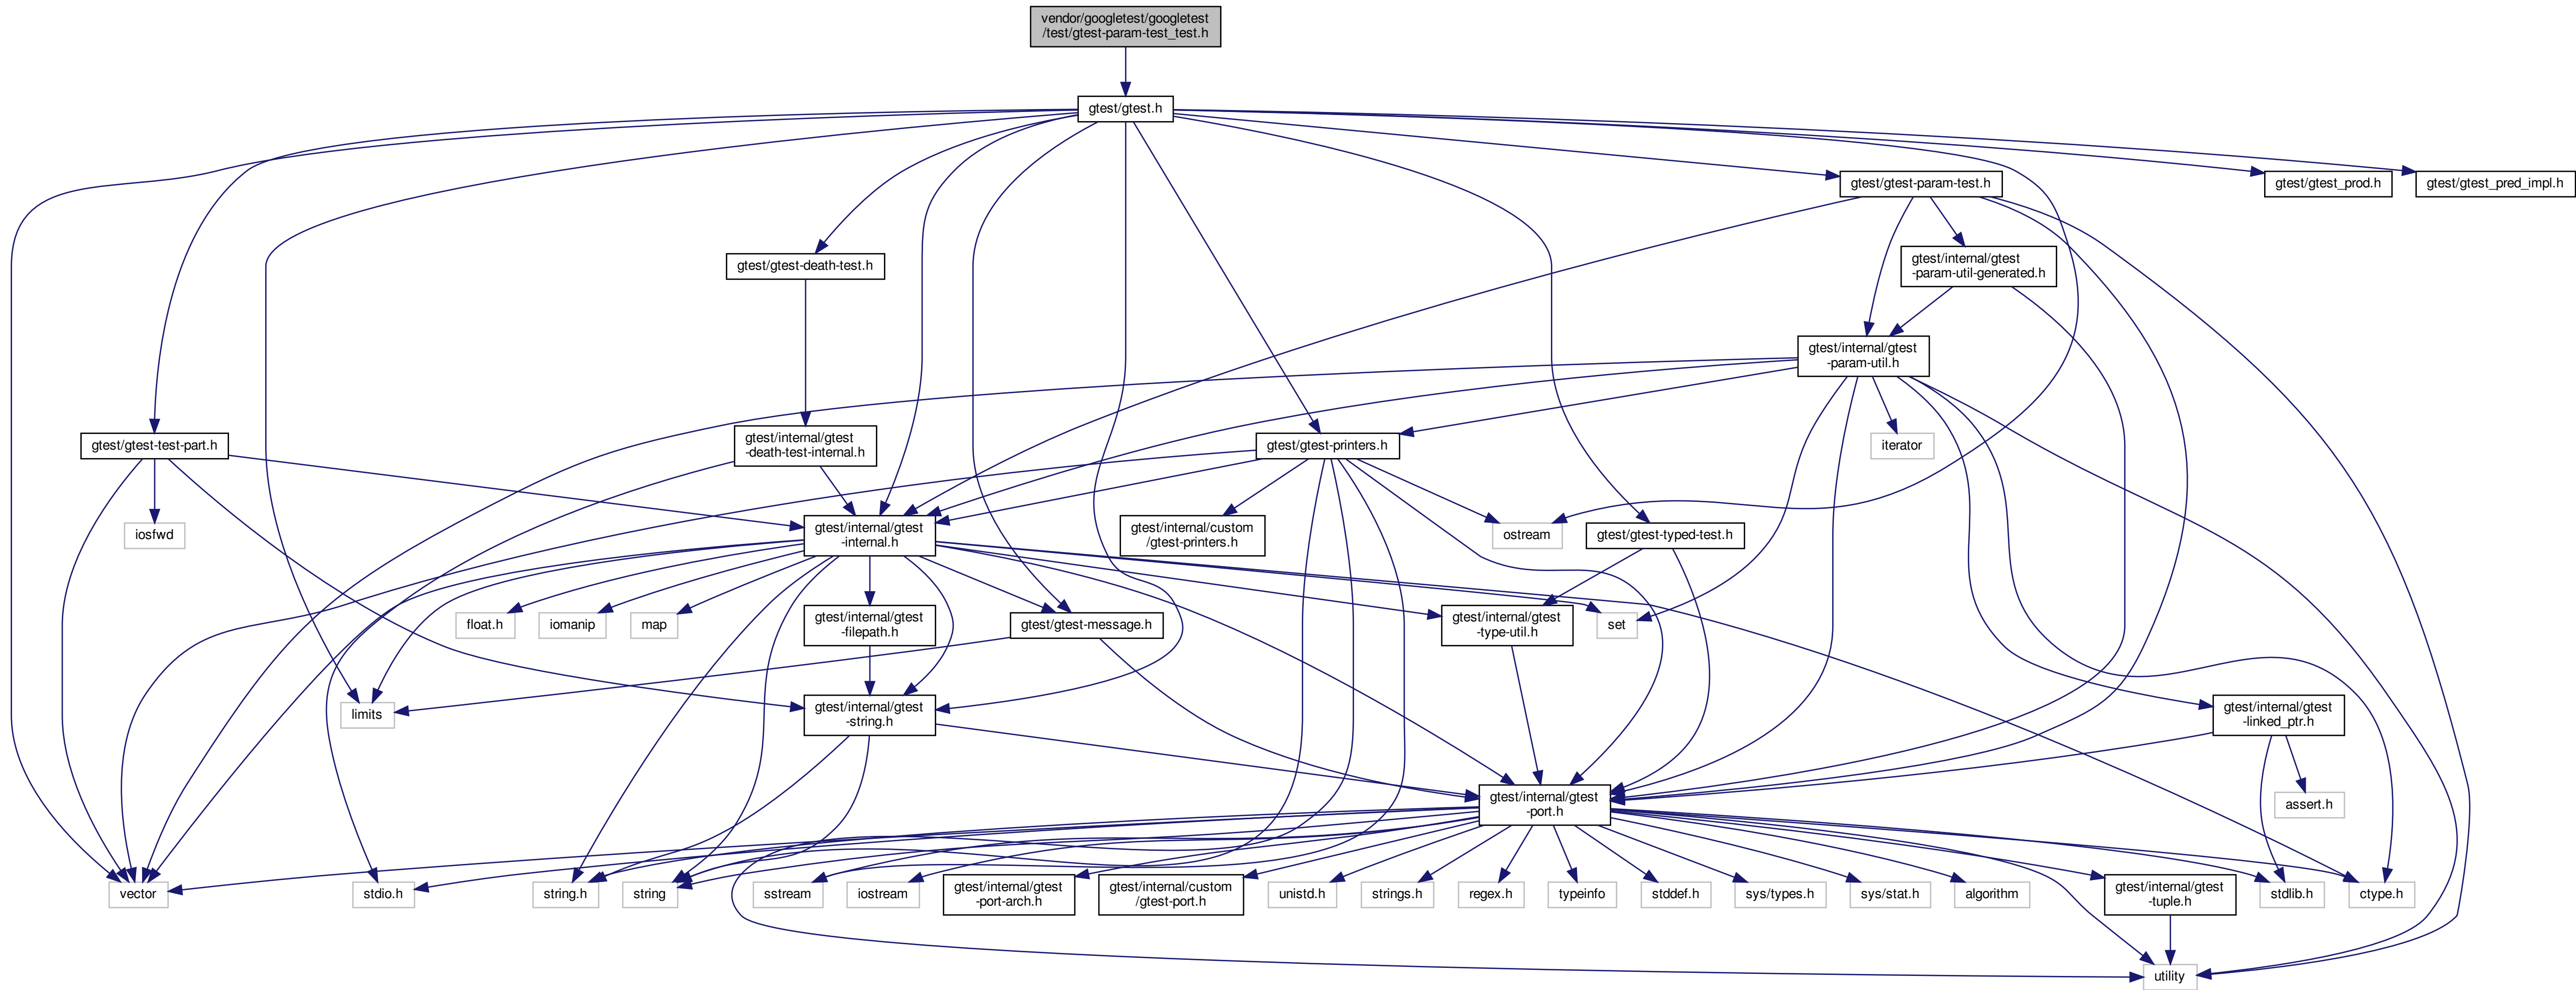 vendor/googletest/googletest
/test/gtest-param-test_test.h
gtest/gtest.h
gtest/gtest-param-test.h
gtest/gtest_prod.h
gtest/gtest_pred_impl.h
gtest/gtest-death-test.h
gtest/internal/gtest
-param-util-generated.h
gtest/internal/gtest
-param-util.h
gtest/gtest-test-part.h
gtest/internal/gtest
-death-test-internal.h
gtest/gtest-printers.h
iterator
iosfwd
gtest/internal/gtest
-internal.h
gtest/internal/custom
/gtest-printers.h
ostream
gtest/gtest-typed-test.h
float.h
iomanip
map
gtest/internal/gtest
-filepath.h
gtest/gtest-message.h
gtest/internal/gtest
-type-util.h
set
limits
gtest/internal/gtest
-string.h
gtest/internal/gtest
-linked_ptr.h
gtest/internal/gtest
-port.h
assert.h
vector
stdio.h
string.h
string
sstream
iostream
gtest/internal/gtest
-port-arch.h
gtest/internal/custom
/gtest-port.h
unistd.h
strings.h
regex.h
typeinfo
stddef.h
sys/types.h
sys/stat.h
algorithm
gtest/internal/gtest
-tuple.h
stdlib.h
ctype.h
utility